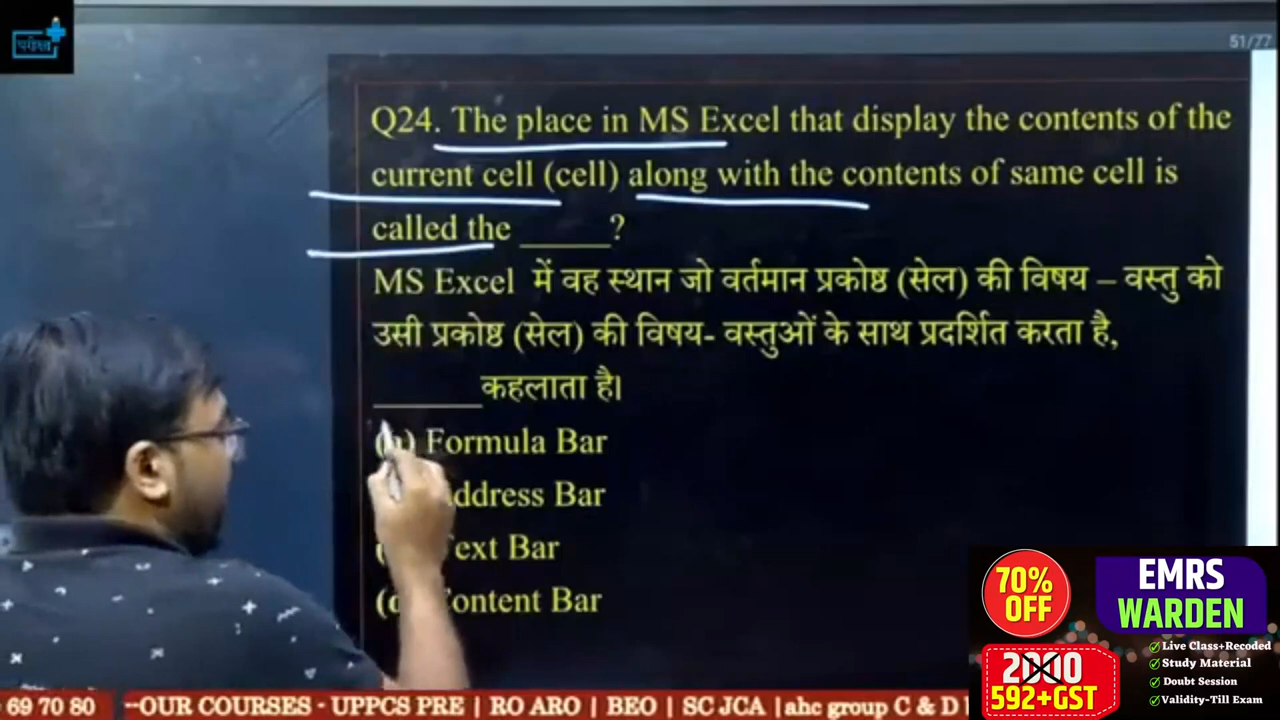 परीक्षा
51/77
Q24. The place in MS Excel that display the contents of the
current cell (cell) along with the contents of same cell is
called the _____?
MS Excel में वह स्थान जो वर्तमान प्रकोष्ठ (सेल) की विषय – वस्तु को
उसी प्रकोष्ठ (सेल) की विषय- वस्तुओं के साथ प्रदर्शित करता है,
______कहलाता है।
(a) Formula Bar
ddress Bar
Text Bar
ontent Bar
70%
OFF
EMRS
WARDEN
2000
592+GST
Live Class+Recoded
Study Material
Doubt Session
Validity-Till Exam
69 70 80
--OUR COURSES - UPPCS PRE | RO ARO | BEO | SC JCA |ahc group C & D